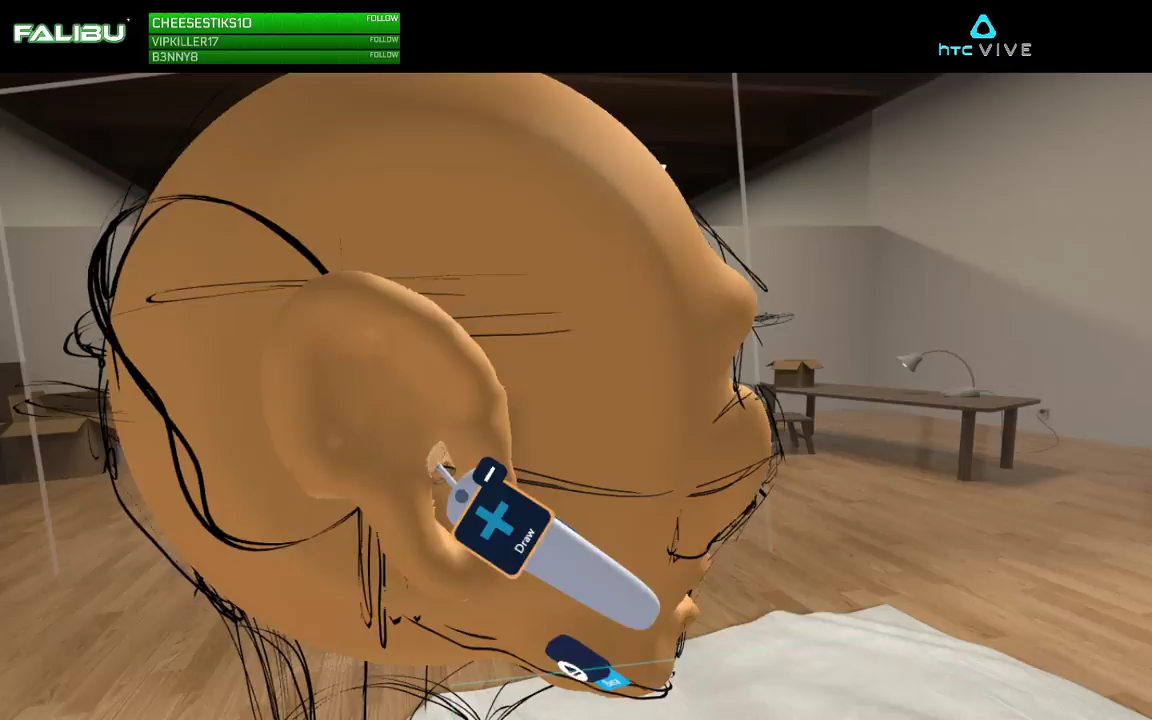 FALIBU
CHEESESTIKS10 FOLLOW
VIPKILLER17 FOLLOW
B3NNY8 FOLLOW
htc VIVE
Draw